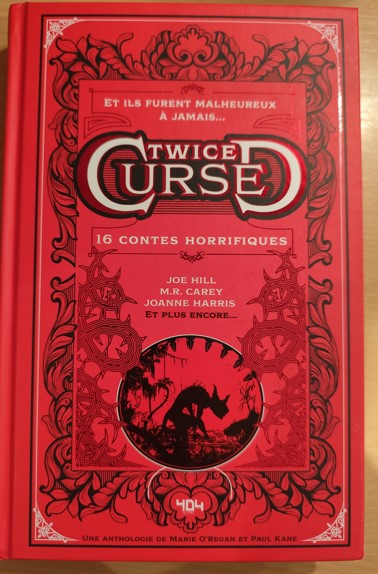 ET ILS FURENT MALHEUREUX
À JAMAIS...
TWICE
CURSED
16 CONTES HORRIFIQUES
JOE HILL
M.R. CAREY
JOANNE HARRIS
ET PLUS ENCORE...
404
UNE ANTHOLOGIE DE MARIE O'REGAN ET PAUL KANE